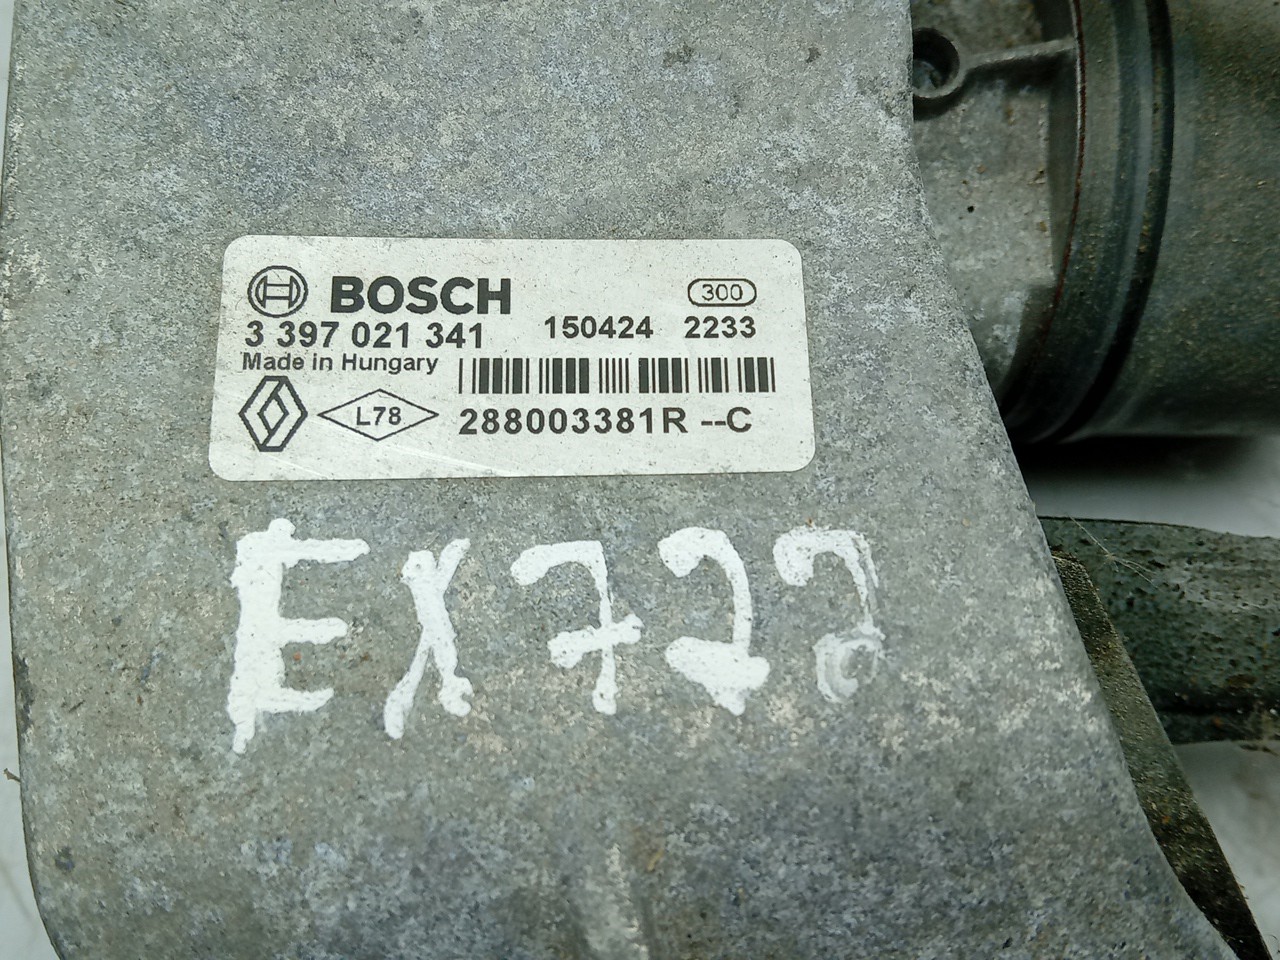 BOSCH 300
3 397 021 341 150424 2233
Made in Hungary
L78 288003381R --C
EX722